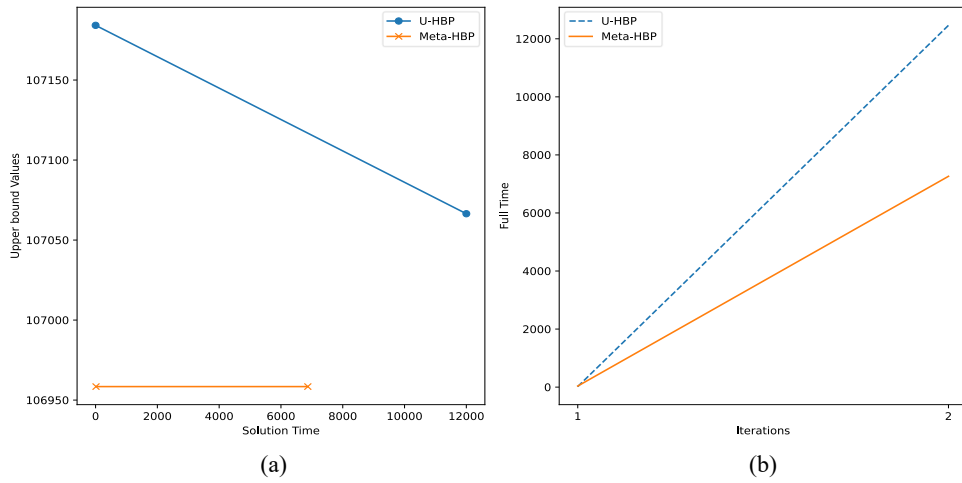 U-HBP
Meta-HBP
107150
107100
107050
107000
106950
Upper bound Values
0 2000 4000 6000 8000 10000 12000
Solution Time
(a)
U-HBP
Meta-HBP
12000
10000
8000
6000
4000
2000
0
Full Time
1 2
Iterations
(b)